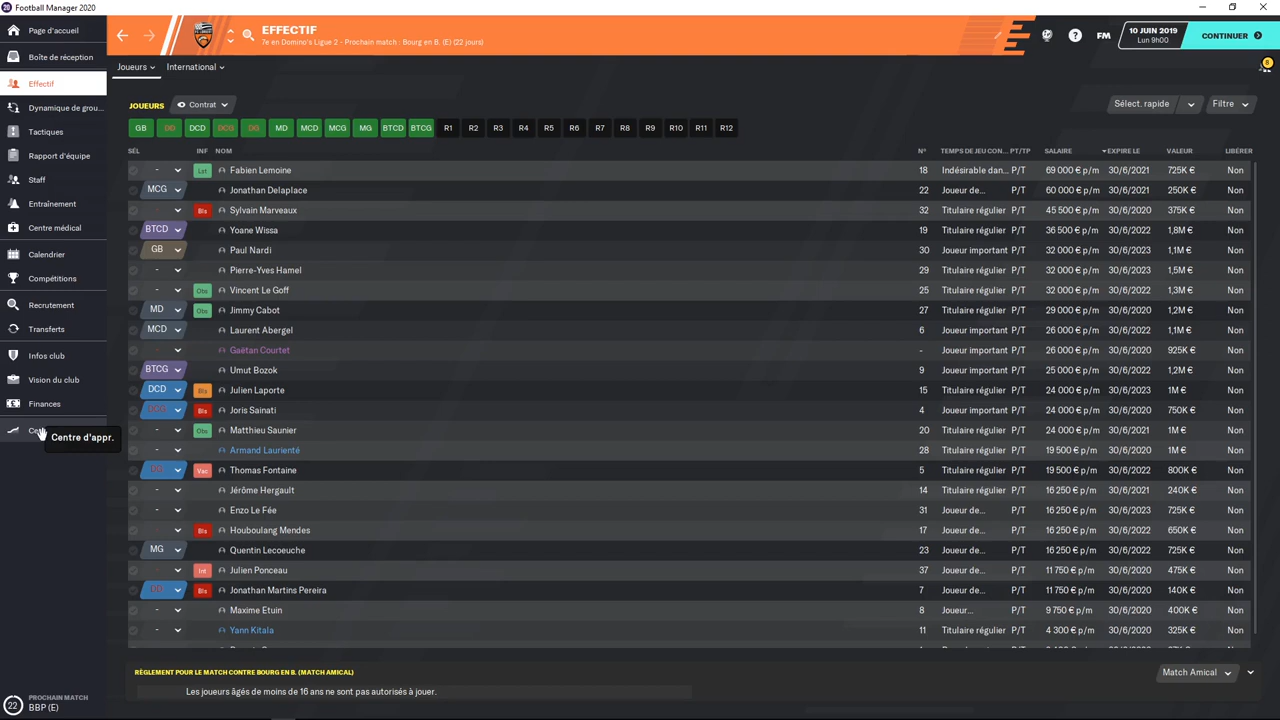 20 Football Manager 2020
Page d'accueil
Boîte de réception
Effectif
Dynamique de grou...
Tactiques
Rapport d'équipe
Staff
Entraînement
Centre médical
Calendrier
Compétitions
Recrutement
Transferts
Infos club
Vision du club
Finances
Ce
Centre d'appr.
22 PROCHAIN MATCH
BBP (E)
EFFECTIF
7e en Domino's Ligue 2 - Prochain match : Bourg en B. (E) (22 jours)
? FM
10 JUIN 2019
Lun 9h00
CONTINUER
Joueurs International
8
JOUEURS Contrat Sélect. rapide Filtre
GB DD DCD DCG DG MD MCD MCG MG BTCD BTCG R1 R2 R3 R4 R5 R6 R7 R8 R9 R10 R11 R12
SÉL INF NOM N° TEMPS DE JEU CON... PT/TP SALAIRE EXPIRE LE VALEUR LIBÉRER
- Lst Fabien Lemoine 18 Indésirable dan... P/T 69 000 € p/m 30/6/2021 725K € Non
MCG Jonathan Delaplace 22 Joueur de... P/T 60 000 € p/m 30/6/2021 250K € Non
- Bls Sylvain Marveaux 32 Titulaire régulier P/T 45 500 € p/m 30/6/2020 375K € Non
BTCD Yoane Wissa 19 Titulaire régulier P/T 36 500 € p/m 30/6/2022 1,8M € Non
GB Paul Nardi 30 Joueur important P/T 32 000 € p/m 30/6/2023 1,1M € Non
- Pierre-Yves Hamel 29 Titulaire régulier P/T 32 000 € p/m 30/6/2023 1,5M € Non
- Obs Vincent Le Goff 25 Titulaire régulier P/T 32 000 € p/m 30/6/2022 1,3M € Non
MD Obs Jimmy Cabot 27 Titulaire régulier P/T 29 000 € p/m 30/6/2020 1,2M € Non
MCD Laurent Abergel 6 Joueur important P/T 26 000 € p/m 30/6/2022 1,1M € Non
- Gaëtan Courtet - Joueur important P/T 26 000 € p/m 30/6/2020 925K € Non
BTCG Umut Bozok 9 Joueur important P/T 25 000 € p/m 30/6/2022 1,2M € Non
DCD Bls Julien Laporte 15 Titulaire régulier P/T 24 000 € p/m 30/6/2023 1M € Non
DCG Bls Joris Sainati 4 Joueur important P/T 24 000 € p/m 30/6/2020 750K € Non
- Obs Matthieu Saunier 20 Titulaire régulier P/T 24 000 € p/m 30/6/2021 1M € Non
- Armand Laurienté 28 Titulaire régulier P/T 19 500 € p/m 30/6/2020 1M € Non
DG Vac Thomas Fontaine 5 Titulaire régulier P/T 19 500 € p/m 30/6/2022 800K € Non
- Jérôme Hergault 14 Titulaire régulier P/T 16 250 € p/m 30/6/2021 240K € Non
- Enzo Le Fée 31 Joueur de... P/T 16 250 € p/m 30/6/2023 725K € Non
- Bls Houboulang Mendes 17 Joueur de... P/T 16 250 € p/m 30/6/2022 650K € Non
MG Quentin Lecoeuche 23 Joueur de... P/T 16 250 € p/m 30/6/2022 725K € Non
- Int Julien Ponceau 37 Joueur de... P/T 11 750 € p/m 30/6/2020 475K € Non
DD Bls Jonathan Martins Pereira 7 Joueur de... P/T 11 750 € p/m 30/6/2020 140K € Non
- Maxime Etuin 8 Joueur... P/T 9 750 € p/m 30/6/2020 400K € Non
- Yann Kitala 11 Titulaire régulier P/T 4 300 € p/m 30/6/2020 325K € Non
RÈGLEMENT POUR LE MATCH CONTRE BOURG EN B. (MATCH AMICAL) Match Amical
Les joueurs âgés de moins de 16 ans ne sont pas autorisés à jouer.